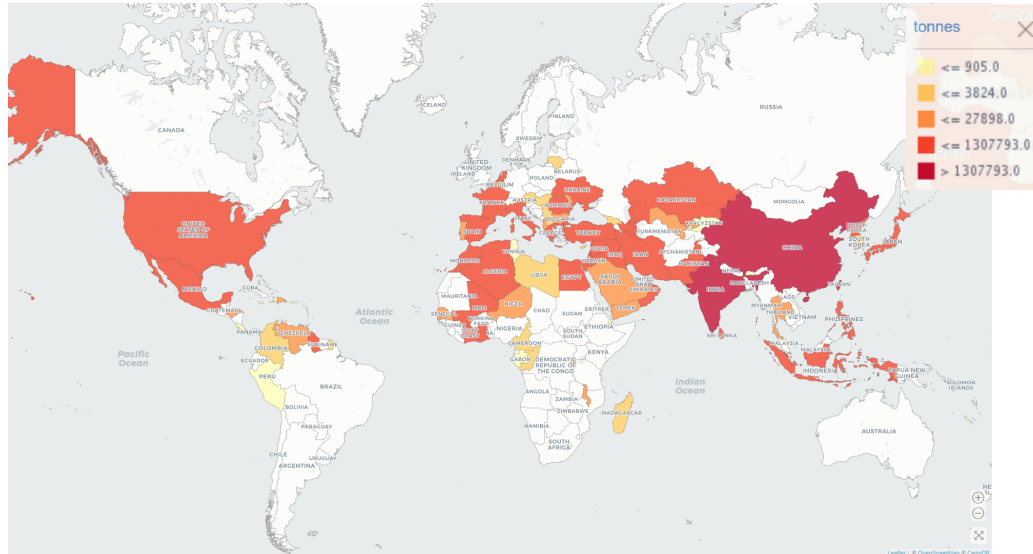 tonnes
<= 905.0
<= 3824.0
<= 27898.0
<= 1307793.0
> 1307793.0
ICELAND
RUSSIA
FINLAND
SWEDEN
CANADA
UNITED
KINGDOM
DENMARK
IRELAND
BELARUS
POLAND
BELGIUM
UKRAINE
FRANCE
AUSTRIA
KAZAKHSTAN
MONGOLIA
ROMANIA
BULGARIA
ITALY
UNITED
STATES OF
AMERICA
SPAIN
GREECE
TURKEY
KYRGYZSTAN
TURKMENISTAN
NORTH
KOREA
SOUTH
KOREA
JAPAN
CHINA
TUNISIA
SYRIA
IRAQ
IRAN
AFGHANISTAN
MOROCCO
JORDAN
PAKISTAN
NEPAL
ALGERIA
LIBYA
EGYPT
SAUDI
ARABIA
UNITED
ARAB
EMIRATES
BANGLADESH
TAIWAN
MEXICO
CUBA
Atlantic
Ocean
MAURITANIA
MALI
NIGER
CHAD
SUDAN
ERITREA
YEMEN
INDIA
MYANMAR
LAOS
THAILAND
VIETNAM
PHILIPPINES
GUATEMALA
SENEGAL
GUINEA
BURKINA
FASO
NIGERIA
SOUTH
SUDAN
ETHIOPIA
SRI LANKA
PANAMA
VENEZUELA
COLOMBIA
SURINAME
CAMEROON
MALAYSIA
MALAYSIA
ECUADOR
GABON
DEMOCRATIC
REPUBLIC OF
THE CONGO
KENYA
INDONESIA
PAPUA NEW
GUINEA
SOLOMON
ISLANDS
Pacific
Ocean
PERU
BRAZIL
Indian
Ocean
ANGOLA
ZAMBIA
BOLIVIA
ZIMBABWE
MADAGASCAR
NAMIBIA
PARAGUAY
AUSTRALIA
CHILE
SOUTH
AFRICA
URUGUAY
ARGENTINA
Leaflet | © OpenStreetMap © CartoDB